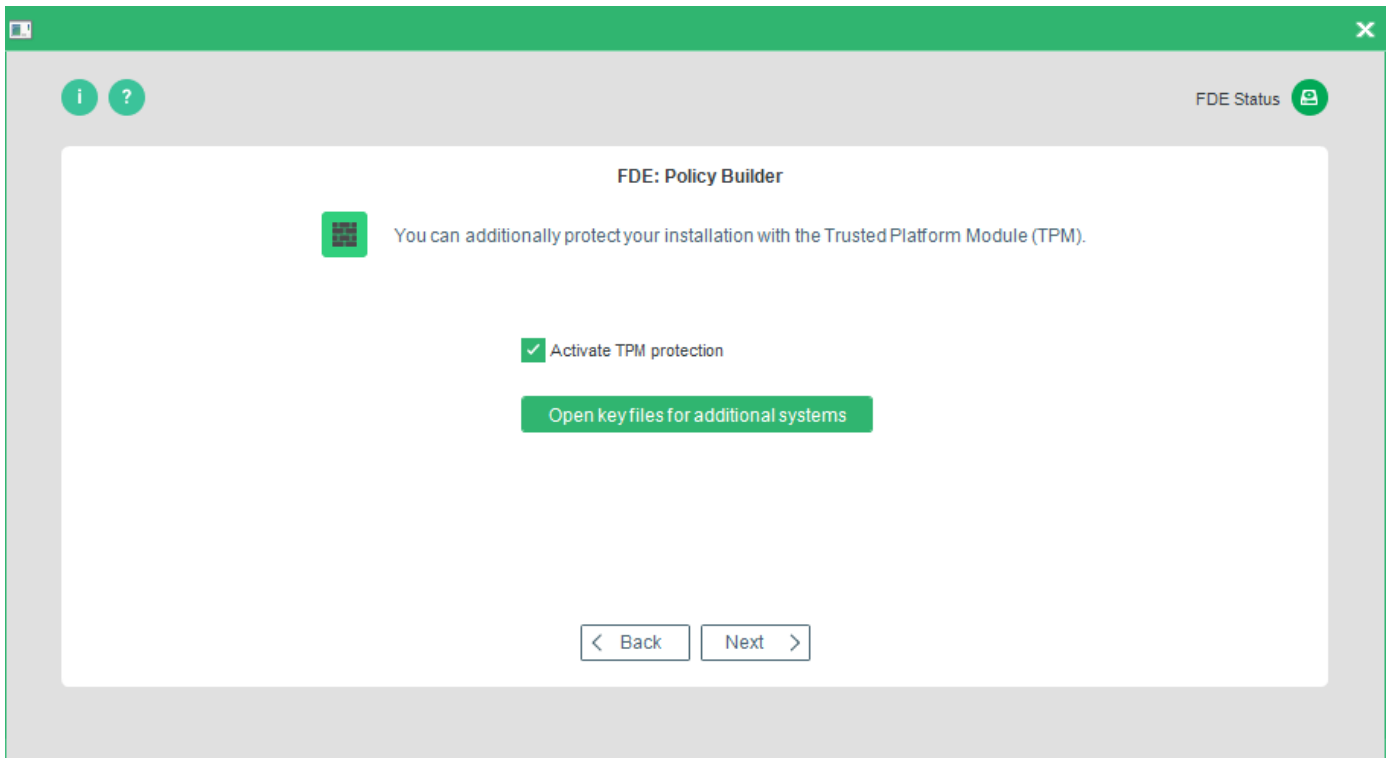 i ?
FDE Status
FDE: Policy Builder
You can additionally protect your installation with the Trusted Platform Module (TPM).
Activate TPM protection
Open key files for additional systems
Back
Next